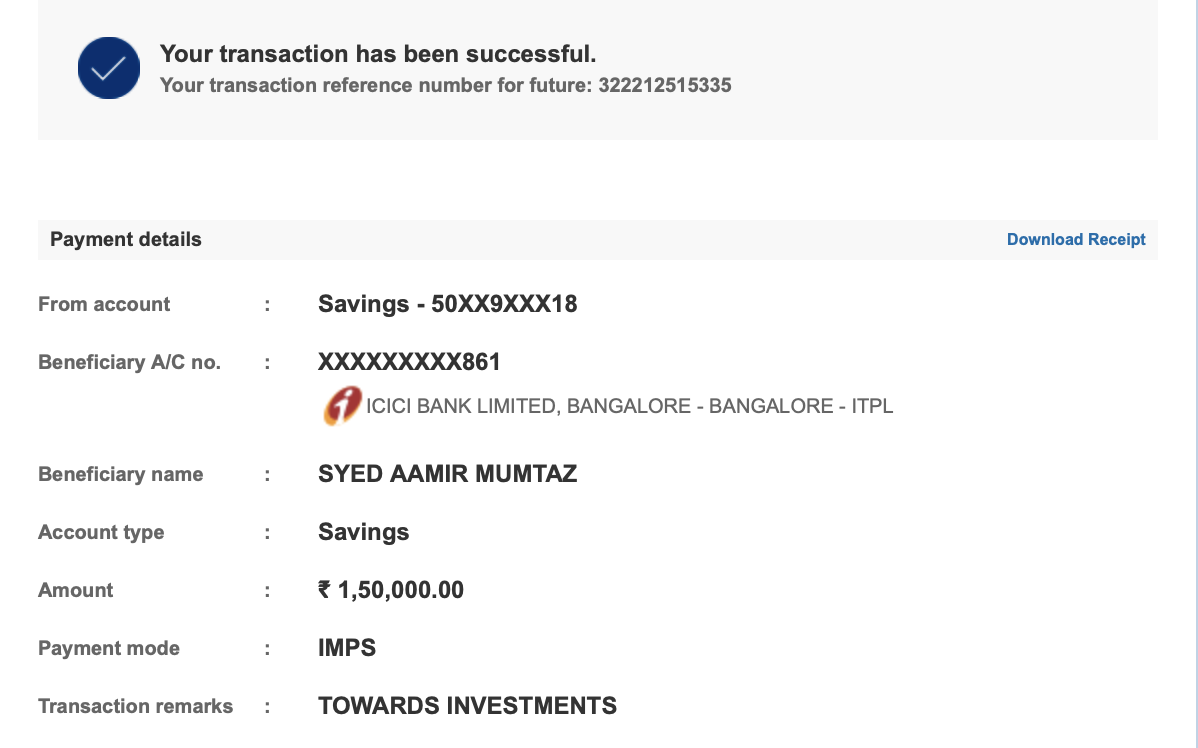 Your transaction has been successful.
Your transaction reference number for future: 322212515335
Payment details Download Receipt
From account : Savings - 50XX9XXX18
Beneficiary A/C no. : XXXXXXXXX861
i ICICI BANK LIMITED, BANGALORE - BANGALORE - ITPL
Beneficiary name : SYED AAMIR MUMTAZ
Account type : Savings
Amount : ₹ 1,50,000.00
Payment mode : IMPS
Transaction remarks : TOWARDS INVESTMENTS